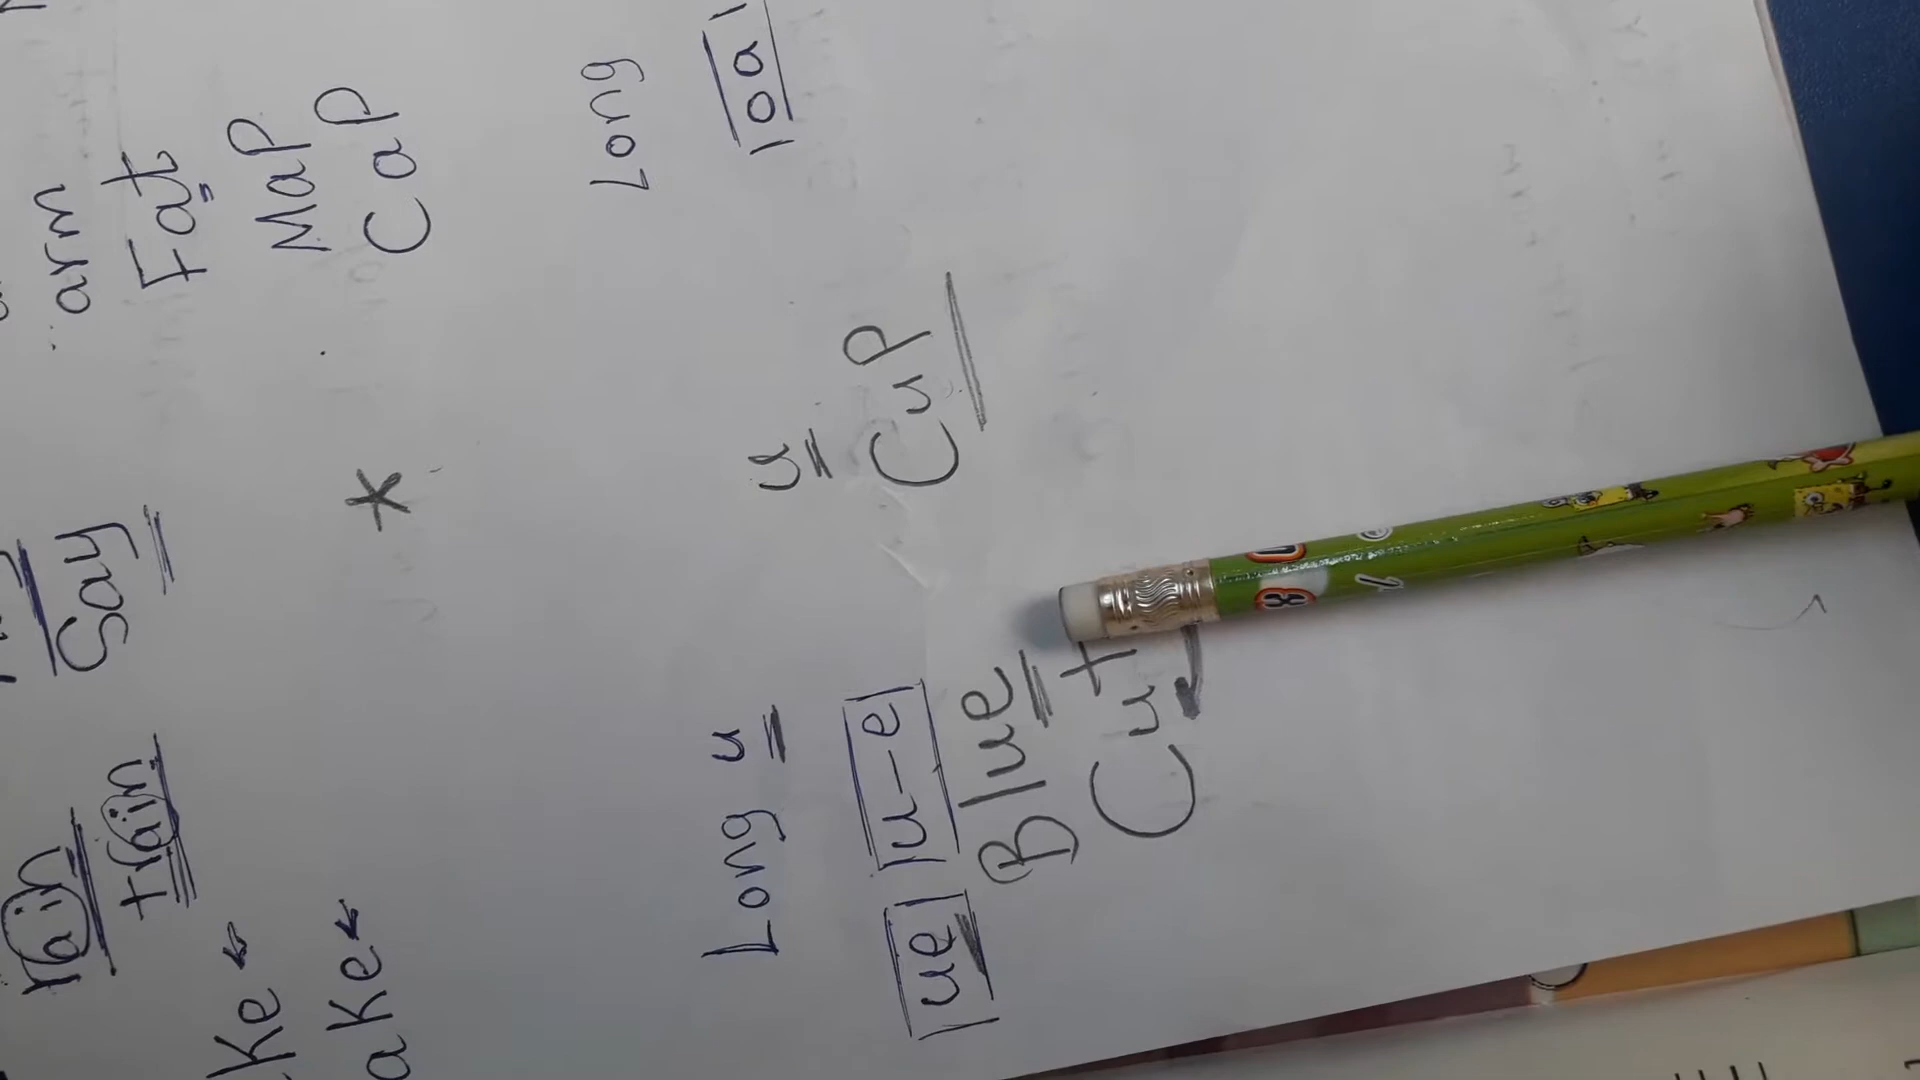 rain
Train
Ke
aKe
Say
arm
Fat
Map
Cap
*
Long u
ue u-e
Blue
Cut
u
Cup
Long
oa